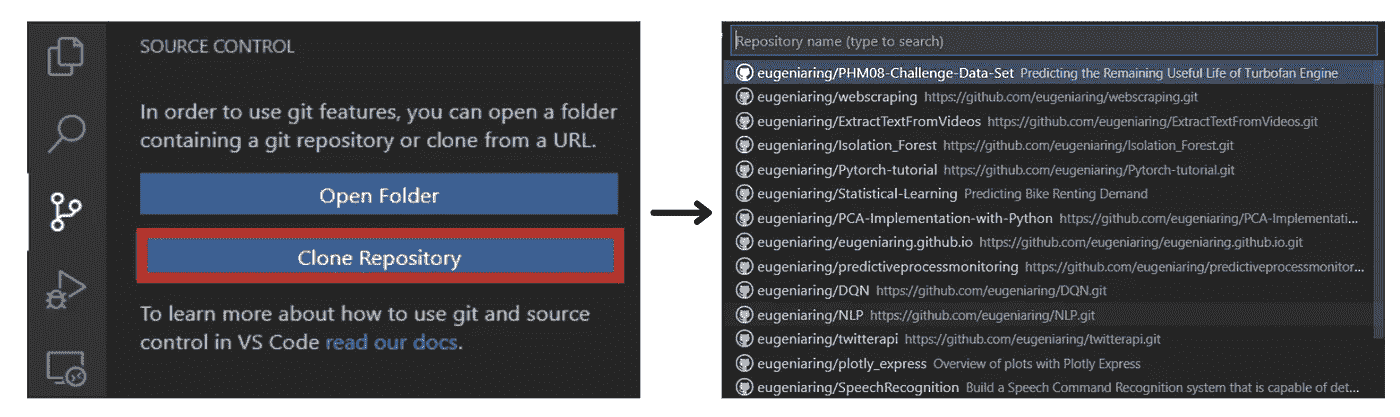 SOURCE CONTROL
In order to use git features, you can open a folder
containing a git repository or clone from a URL.
Open Folder
Clone Repository
To learn more about how to use git and source
control in VS Code read our docs.
Repository name (type to search)
eugeniaring/PHM08-Challenge-Data-Set Predicting the Remaining Useful Life of Turbofan Engine
eugeniaring/webscraping https://github.com/eugeniaring/webscraping.git
eugeniaring/ExtractTextFromVideos https://github.com/eugeniaring/ExtractTextFromVideos.git
eugeniaring/Isolation_Forest https://github.com/eugeniaring/Isolation_Forest.git
eugeniaring/Pytorch-tutorial https://github.com/eugeniaring/Pytorch-tutorial.git
eugeniaring/Statistical-Learning Predicting Bike Renting Demand
eugeniaring/PCA-Implementation-with-Python https://github.com/eugeniaring/PCA-Implementati...
eugeniaring/eugeniaring.github.io https://github.com/eugeniaring/eugeniaring.github.io.git
eugeniaring/predictiveprocessmonitoring https://github.com/eugeniaring/predictiveprocessmonitor...
eugeniaring/DQN https://github.com/eugeniaring/DQN.git
eugeniaring/NLP https://github.com/eugeniaring/NLP.git
eugeniaring/twitterapi https://github.com/eugeniaring/twitterapi.git
eugeniaring/plotly_express Overview of plots with Plotly Express
eugeniaring/SpeechRecognition Build a Speech Command Recognition system that is capable of det...